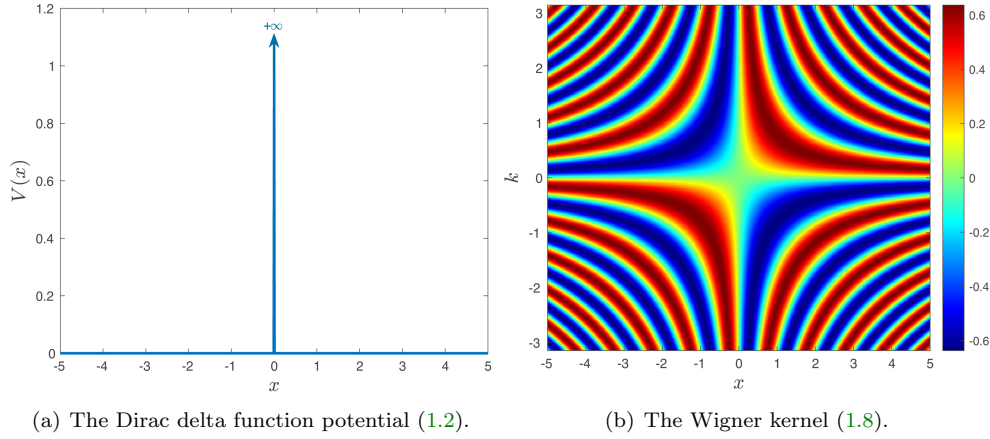 1.2
+∞
1
0.8
V(x)
0.6
0.4
0.2
0
-5 -4 -3 -2 -1 0 1 2 3 4 5
x
(a) The Dirac delta function potential (1.2).
3
2
1
k
0
-1
-2
-3
-5 -4 -3 -2 -1 0 1 2 3 4 5
x
0.6
0.4
0.2
0
-0.2
-0.4
-0.6
(b) The Wigner kernel (1.8).